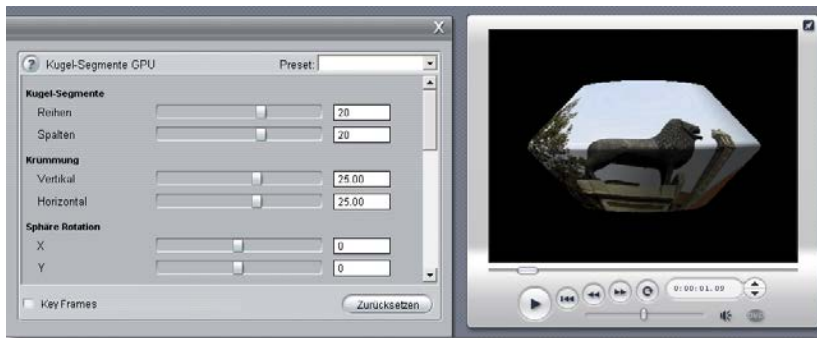 X
? Kugel-Segmente GPU Preset:
Kugel-Segmente
Reihen 20
Spalten 20
Krümmung
Vertikal 25.00
Horizontal 25.00
Sphäre Rotation
X 0
Y 0
Key Frames Zurücksetzen
0:00:01.09